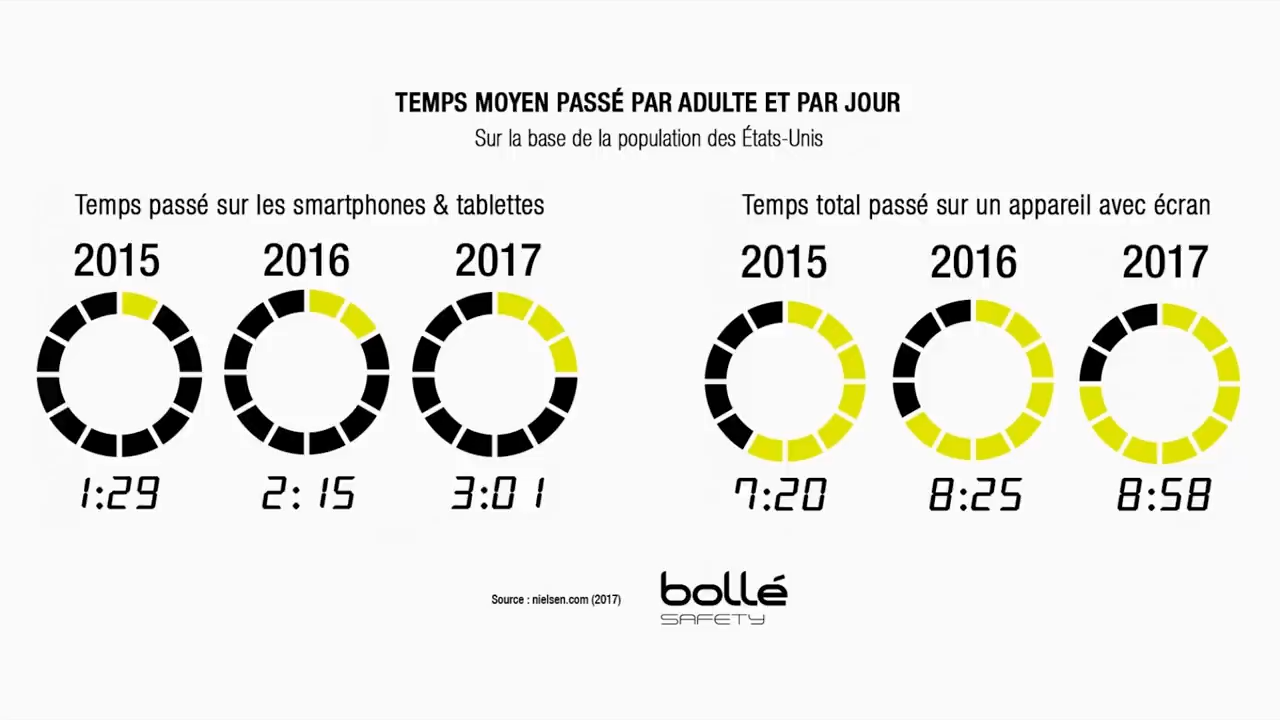 TEMPS MOYEN PASSÉ PAR ADULTE ET PAR JOUR
Sur la base de la population des États-Unis
Temps passé sur les smartphones & tablettes
2015 2016 2017
1:29 2:15 3:01
Temps total passé sur un appareil avec écran
2015 2016 2017
7:20 8:25 8:58
Source : nielsen.com (2017)
bollé
SAFETY